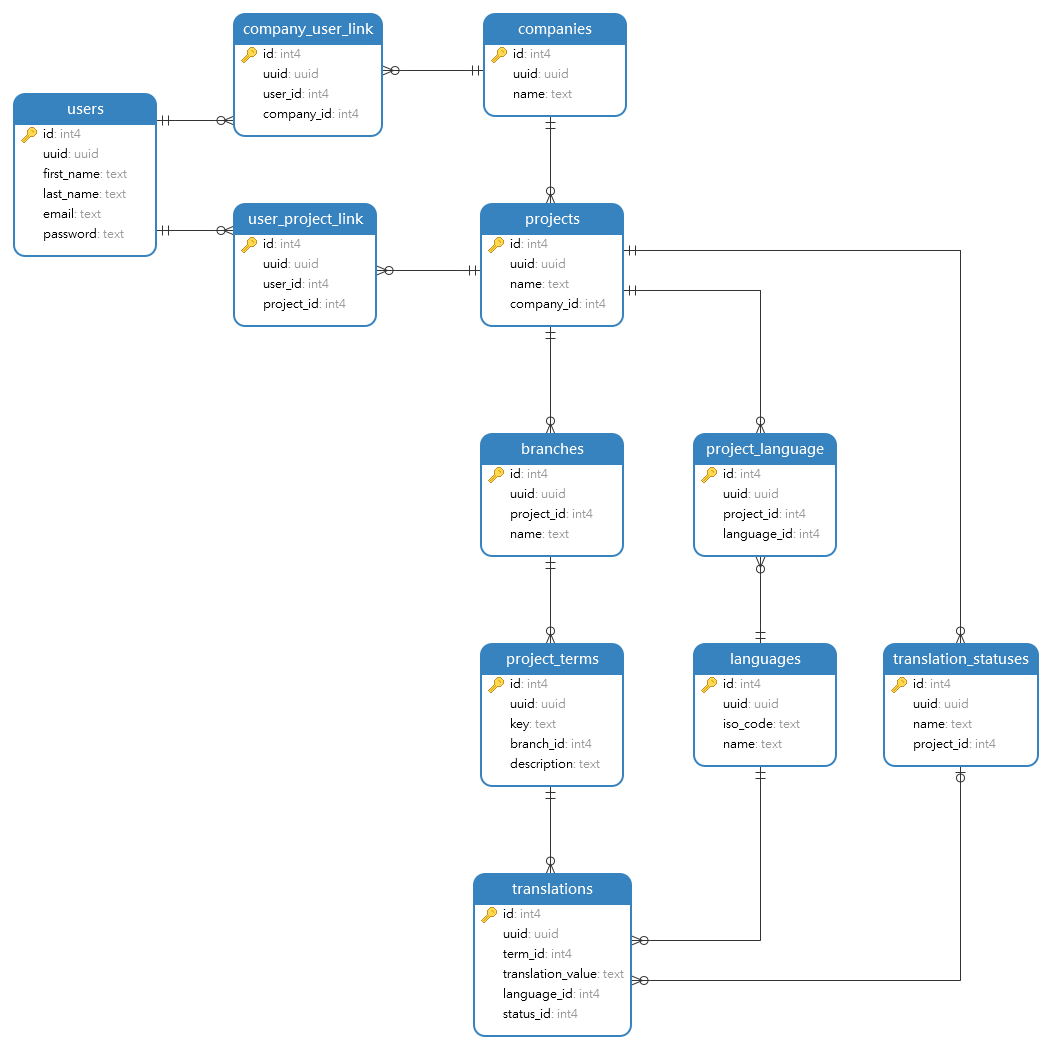 company_user_link
id: int4
uuid: uuid
user_id: int4
company_id: int4
companies
id: int4
uuid: uuid
name: text
users
id: int4
uuid: uuid
first_name: text
last_name: text
email: text
password: text
user_project_link
id: int4
uuid: uuid
user_id: int4
project_id: int4
projects
id: int4
uuid: uuid
name: text
company_id: int4
branches
id: int4
uuid: uuid
project_id: int4
name: text
project_language
id: int4
uuid: uuid
project_id: int4
language_id: int4
project_terms
id: int4
uuid: uuid
key: text
branch_id: int4
description: text
languages
id: int4
uuid: uuid
iso_code: text
name: text
translation_statuses
id: int4
uuid: uuid
name: text
project_id: int4
translations
id: int4
uuid: uuid
term_id: int4
translation_value: text
language_id: int4
status_id: int4